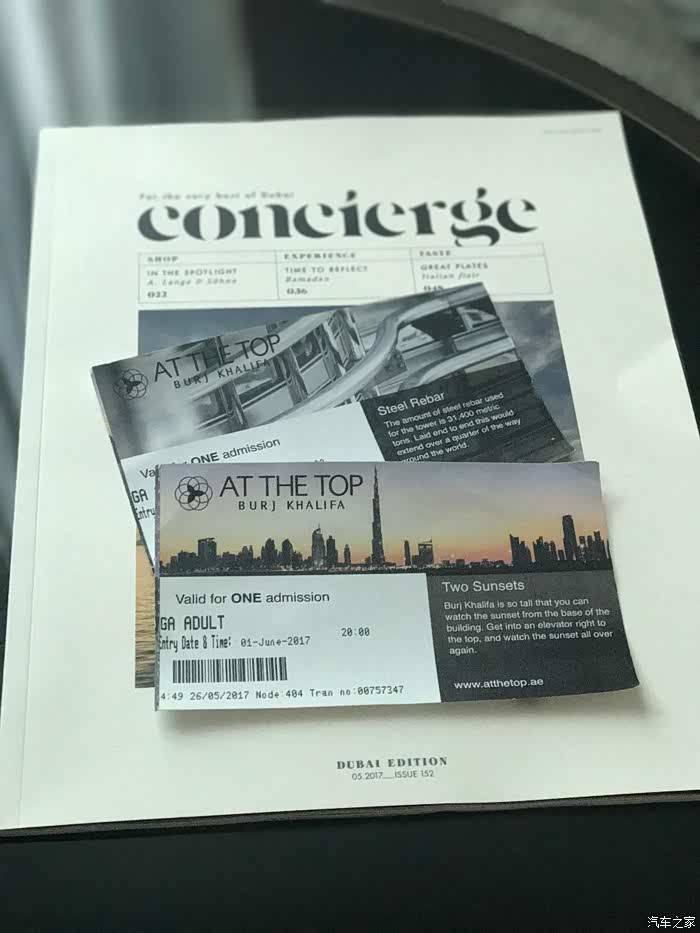 For the very best of Dubai
concierge
SHOP
IN THE SPOTLIGHT
A. Lange & Söhne
022
EXPERIENCE
TIME TO REFLECT
Ramadan
036
TASTE
GREAT PLATES
Italian flair
048
AT THE TOP
BURJ KHALIFA
Steel Rebar
The amount of steel rebar used
for the tower is 31,400 metric
tons. Laid end to end this would
extend over a quarter of the way
around the world.
Valid for ONE admission
GA
Entry
AT THE TOP
BURJ KHALIFA
Valid for ONE admission
GA ADULT
Entry Date & Time: 01-June-2017 20:00
4:49 26/05/2017 Node:404 Tran no:00757347
Two Sunsets
Burj Khalifa is so tall that you can
watch the sunset from the base of the
building. Get into an elevator right to
the top, and watch the sunset all over
again.
www.atthetop.ae
DUBAI EDITION
05.2017__ISSUE 152
汽车之家